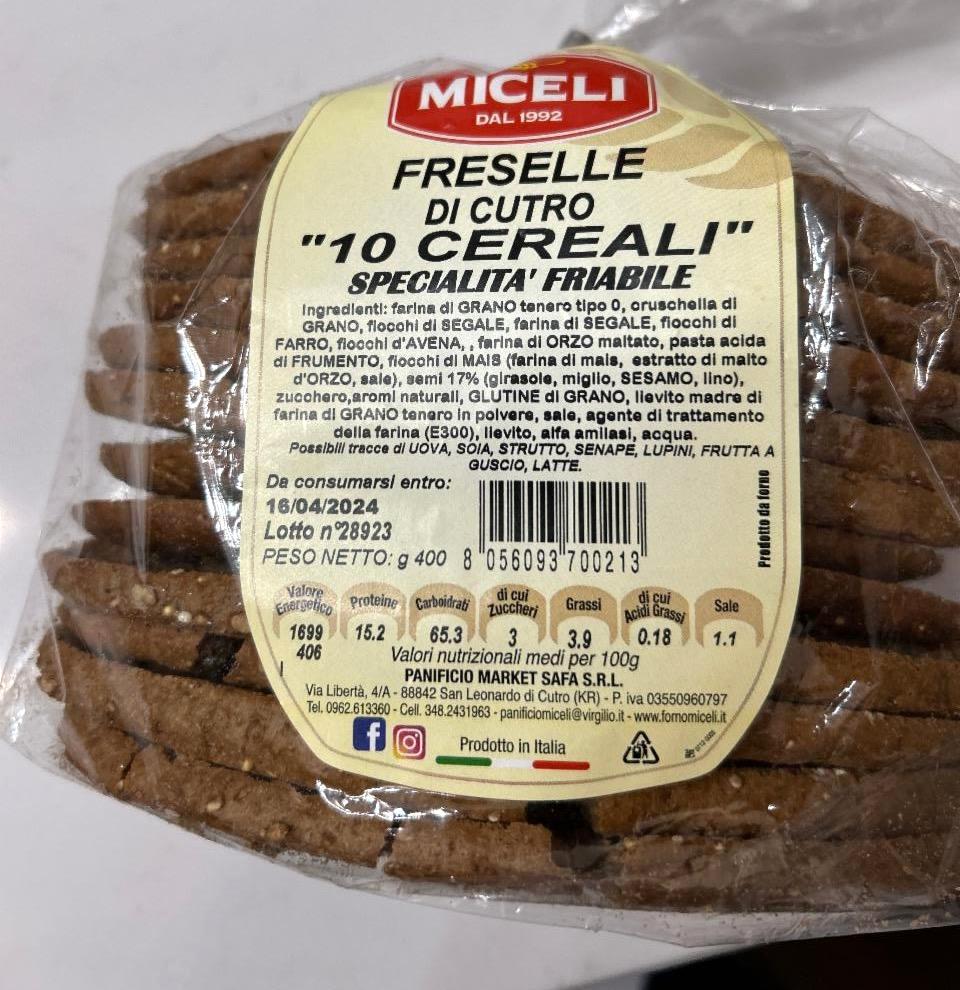 MICELI
DAL 1992
FRESELLE
DI CUTRO
"10 CEREALI"
SPECIALITA' FRIABILE
Ingredienti: farina di GRANO tenero tipo 0, cruschella di
GRANO, fiocchi di SEGALE, farina di SEGALE, fiocchi di
FARRO, fiocchi d'AVENA, , farina di ORZO maltato, pasta acida
di FRUMENTO, fiocchi di MAIS (farina di mais, estratto di malto
d'ORZO, sale), semi 17% (girasole, miglio, SESAMO, lino),
zucchero,aromi naturali, GLUTINE di GRANO, lievito madre di
farina di GRANO tenero in polvere, sale, agente di trattamento
della farina (E300), lievito, alfa amilasi, acqua.
Possibili tracce di UOVA, SOIA, STRUTTO, SENAPE, LUPINI, FRUTTA A
GUSCIO, LATTE.
Da consumarsi entro:
16/04/2024
Lotto n°28923
PESO NETTO: g 400
8 056093 700213
Prodotto da forno
Valore Energetico Proteine Carboidrati di cui Zuccheri Grassi di cui Acidi Grassi Sale
1699 15.2 65.3 3 3.9 0.18 1.1
406
Valori nutrizionali medi per 100g
PANIFICIO MARKET SAFA S.R.L.
Via Libertà, 4/A - 88842 San Leonardo di Cutro (KR) - P. iva 03550960797
Tel. 0962.613360 - Cell. 348.2431963 - panificiomiceli@virgilio.it - www.fornomiceli.it
Prodotto in Italia